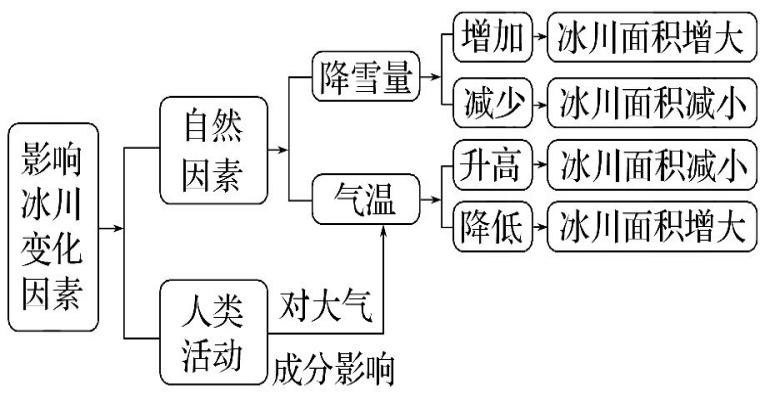 影响
冰川
变化
因素
自然
因素
降雪量
增加
冰川面积增大
减少
冰川面积减小
气温
升高
冰川面积减小
降低
冰川面积增大
人类
活动
对大气
成分影响